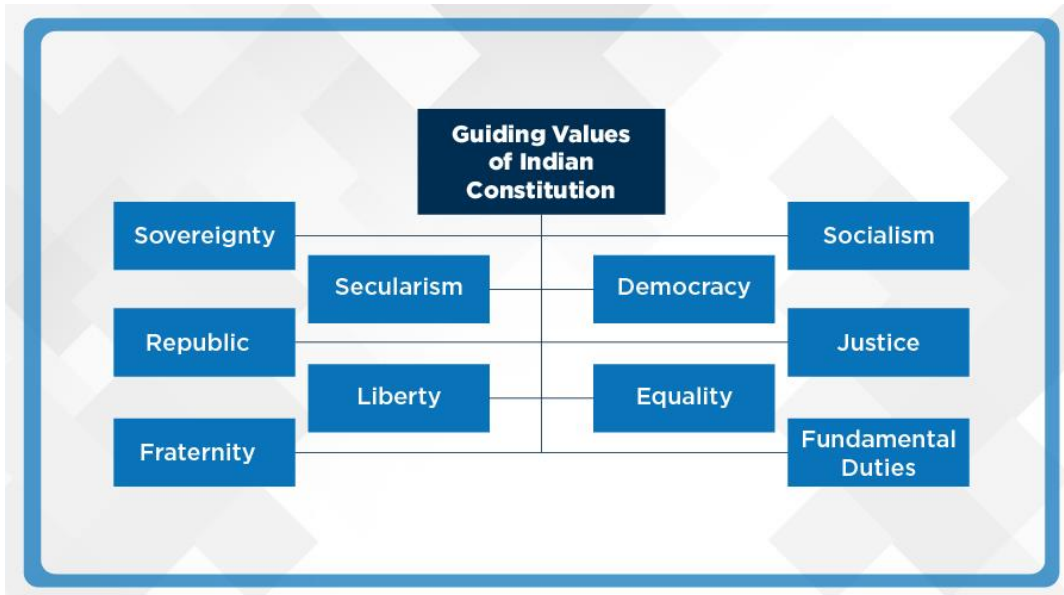 Guiding Values
of Indian
Constitution
Sovereignty
Socialism
Secularism
Democracy
Republic
Justice
Liberty
Equality
Fraternity
Fundamental
Duties